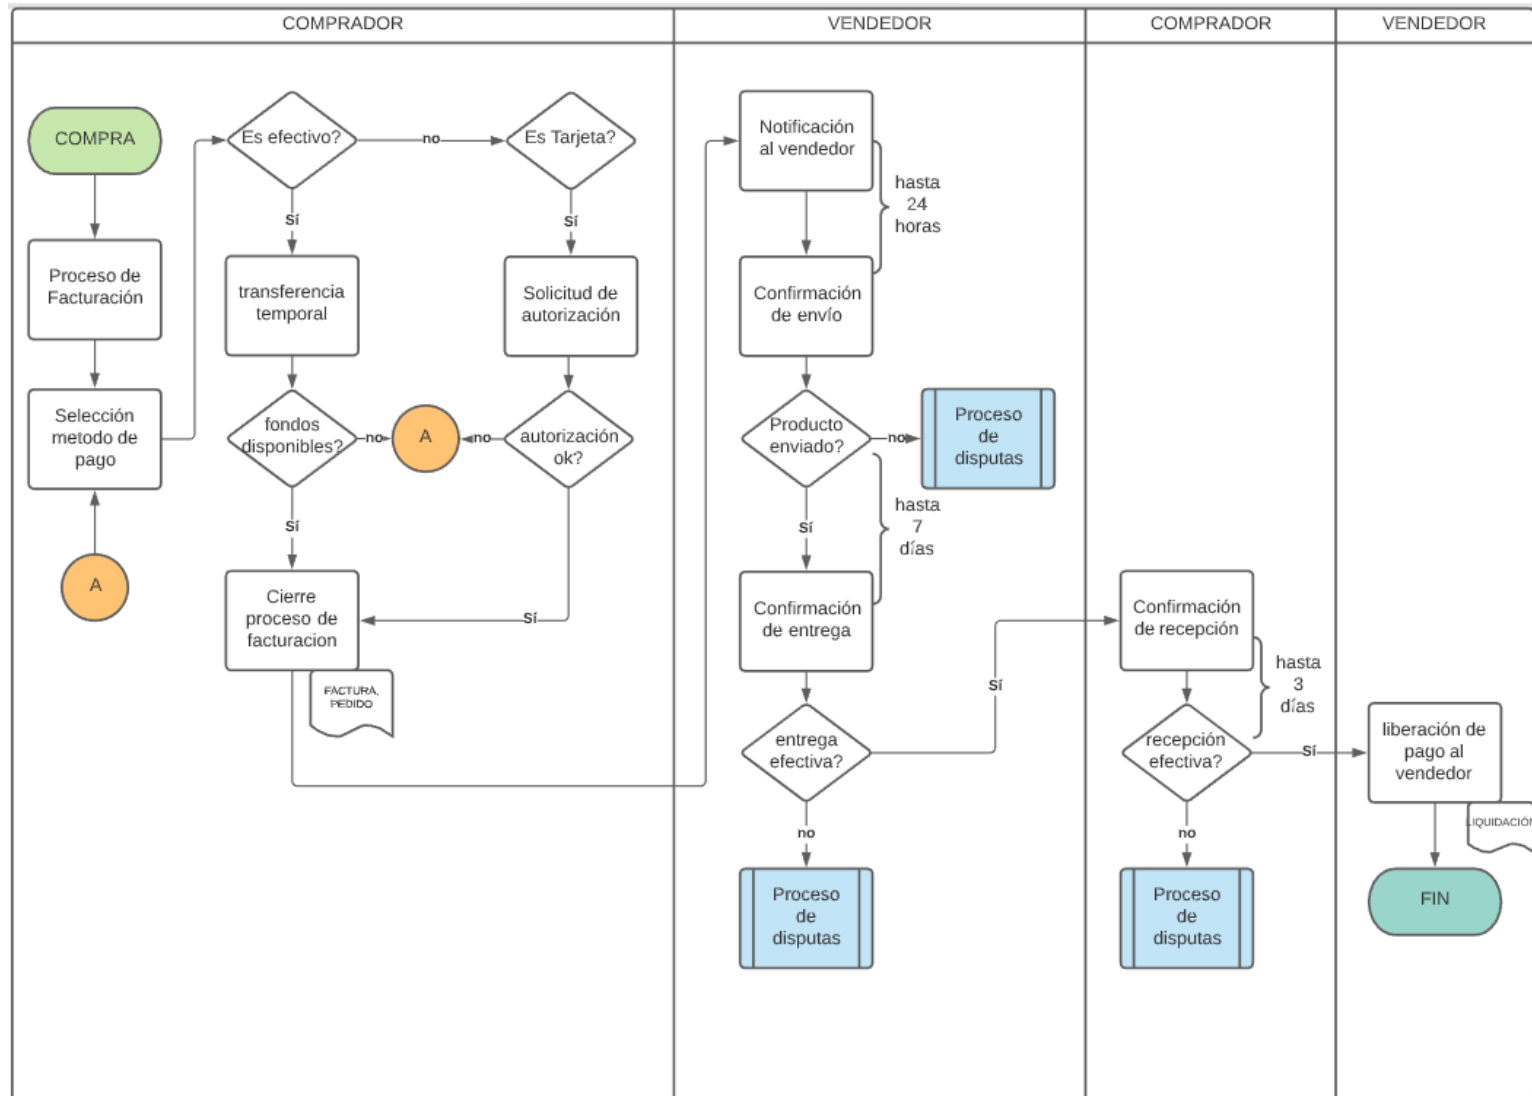 COMPRADOR
VENDEDOR
COMPRADOR
VENDEDOR
COMPRA
Proceso de
Facturación
Selección
metodo de
pago
A
Es efectivo?
no
Es Tarjeta?
Sí
Sí
transferencia
temporal
Solicitud de
autorización
fondos
disponibles?
no
A
no
autorización
ok?
Sí
Sí
Cierre
proceso de
facturacion
FACTURA,
PEDIDO
Notificación
al vendedor
hasta
24
horas
Confirmación
de envío
Producto
enviado?
no
Proceso
de
disputas
hasta
7
días
Sí
Confirmación
de entrega
entrega
efectiva?
Sí
no
Proceso
de
disputas
Confirmación
de recepción
hasta
3
días
recepción
efectiva?
Sí
no
Proceso
de
disputas
liberación de
pago al
vendedor
LIQUIDACIÓN
FIN